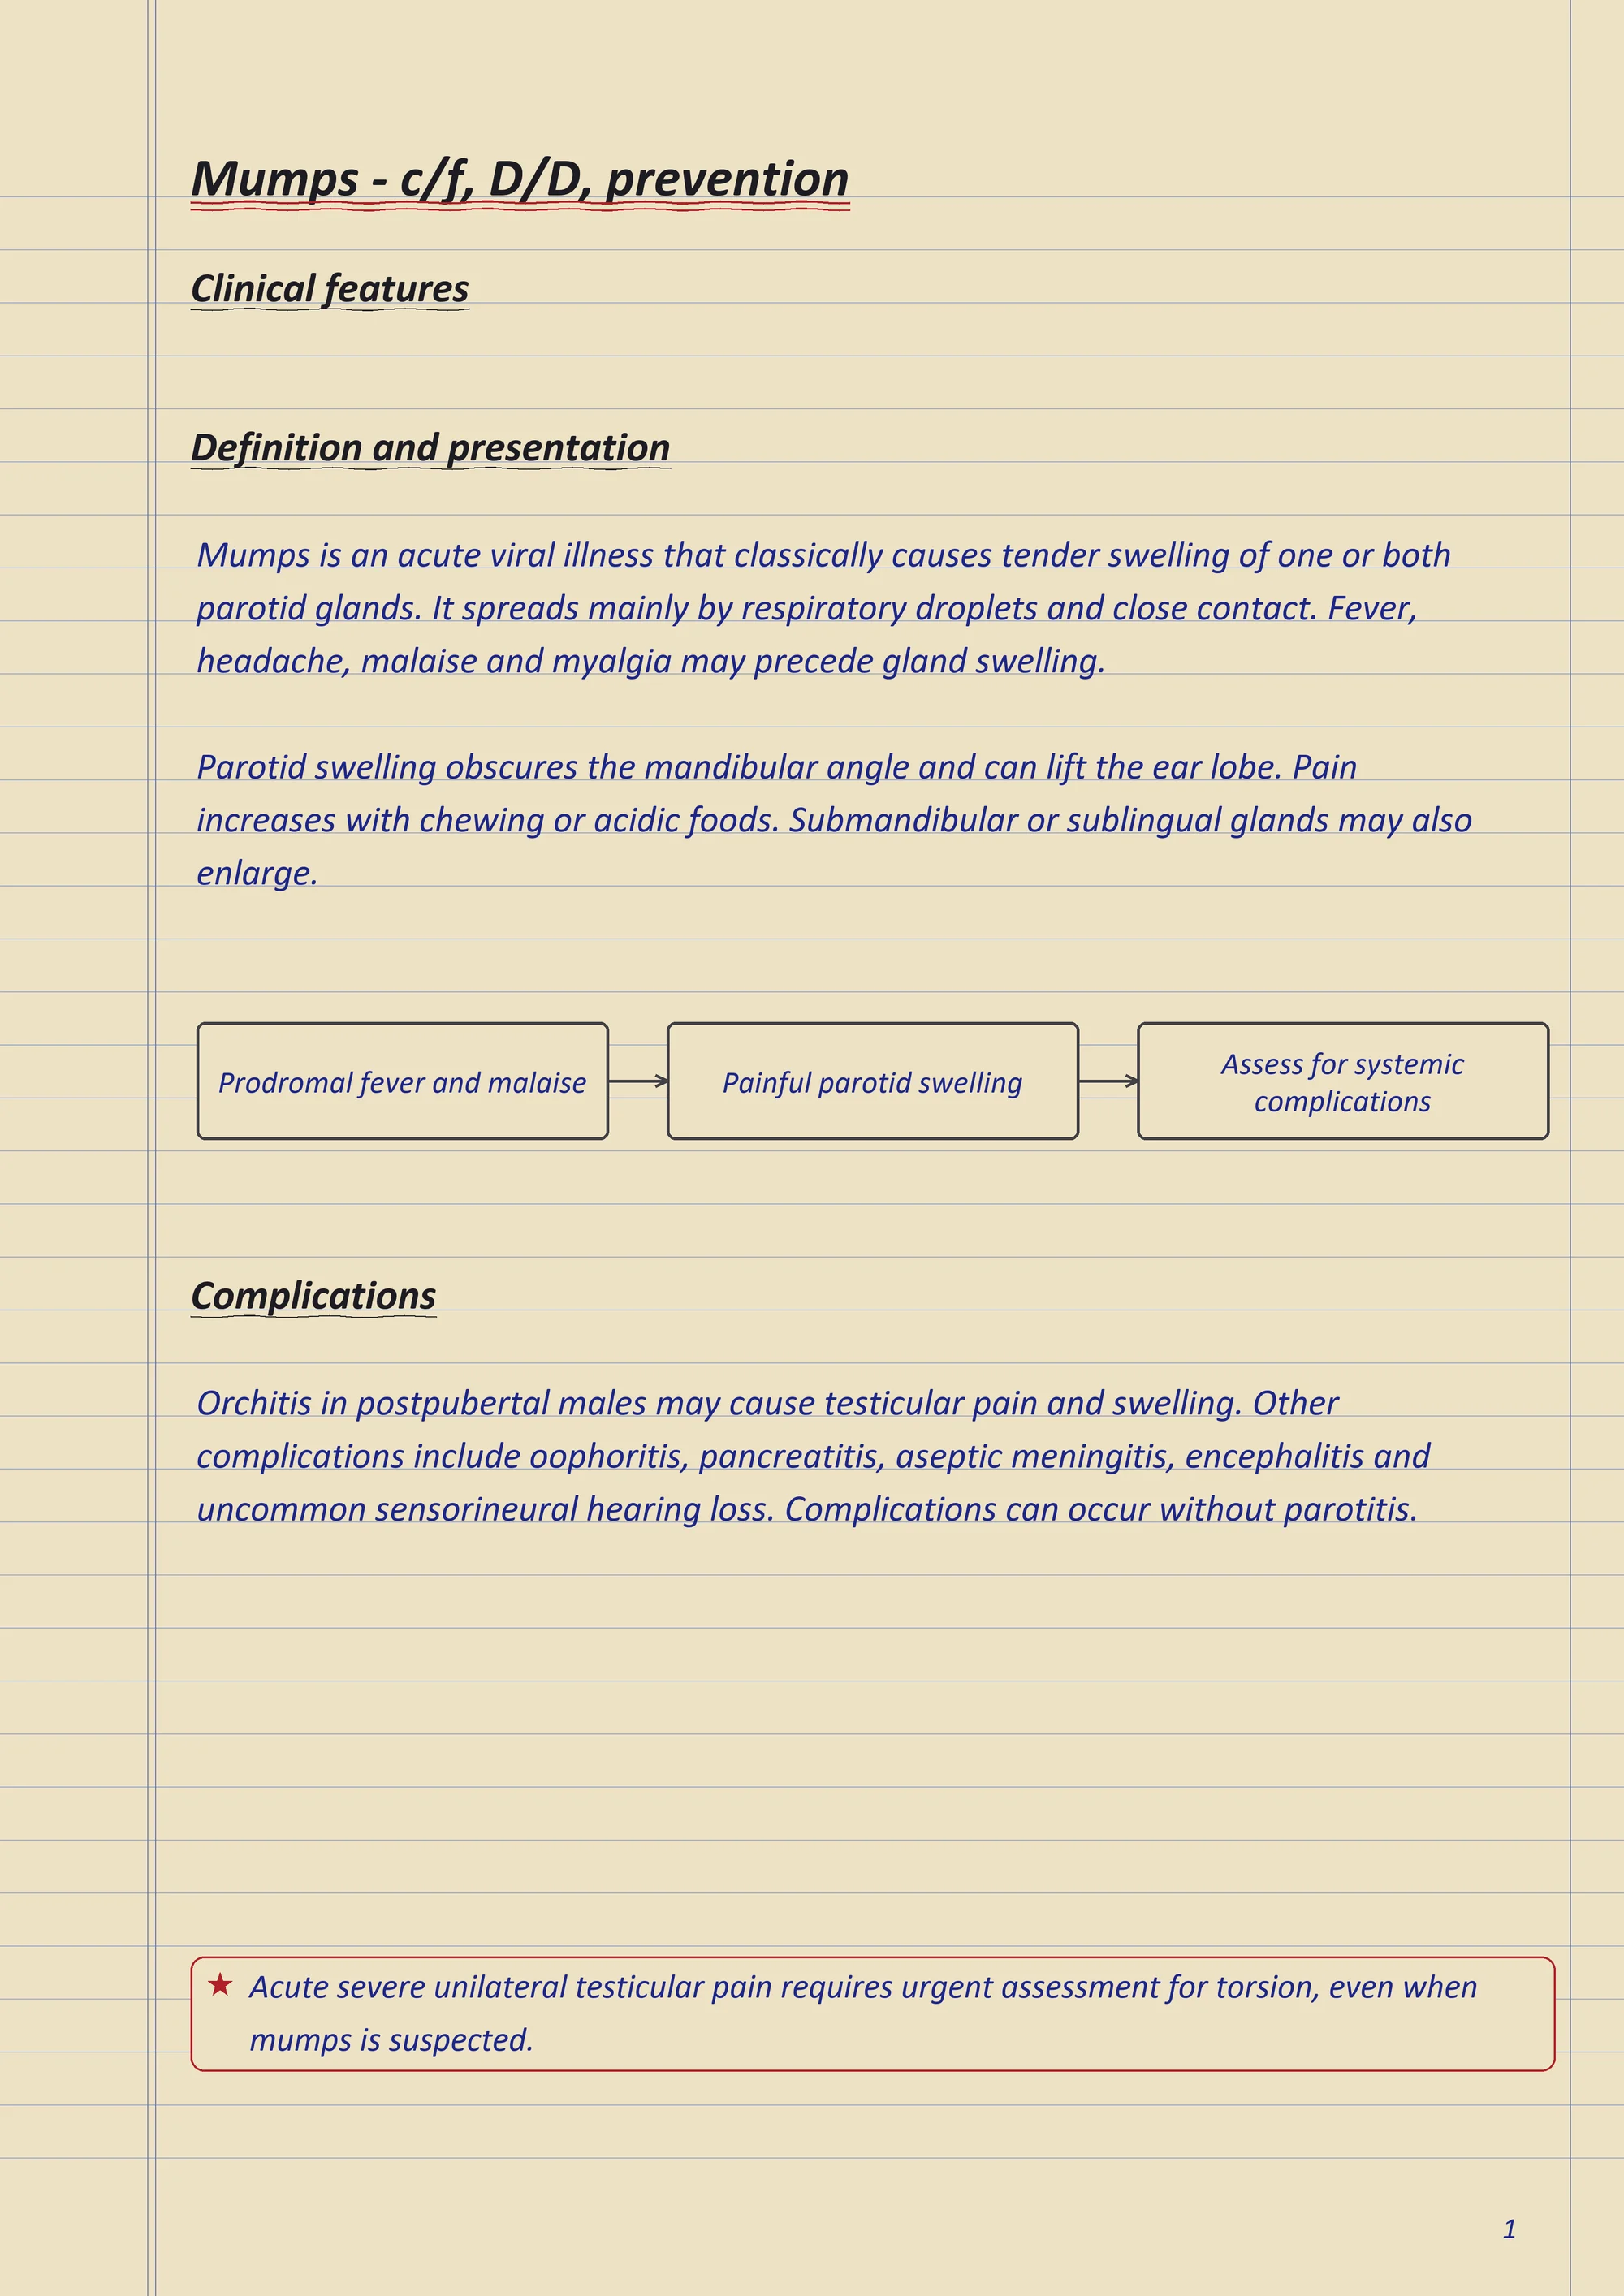 Mumps - c/f, D/D, prevention
Clinical features
Definition and presentation
Mumps is an acute viral illness that classically causes tender swelling of one or both
parotid glands. It spreads mainly by respiratory droplets and close contact. Fever,
headache, malaise and myalgia may precede gland swelling.
Parotid swelling obscures the mandibular angle and can lift the ear lobe. Pain
increases with chewing or acidic foods. Submandibular or sublingual glands may also
enlarge.
Prodromal fever and malaise
Painful parotid swelling
Assess for systemic
complications
Complications
Orchitis in postpubertal males may cause testicular pain and swelling. Other
complications include oophoritis, pancreatitis, aseptic meningitis, encephalitis and
uncommon sensorineural hearing loss. Complications can occur without parotitis.
★ Acute severe unilateral testicular pain requires urgent assessment for torsion, even when
mumps is suspected.
1